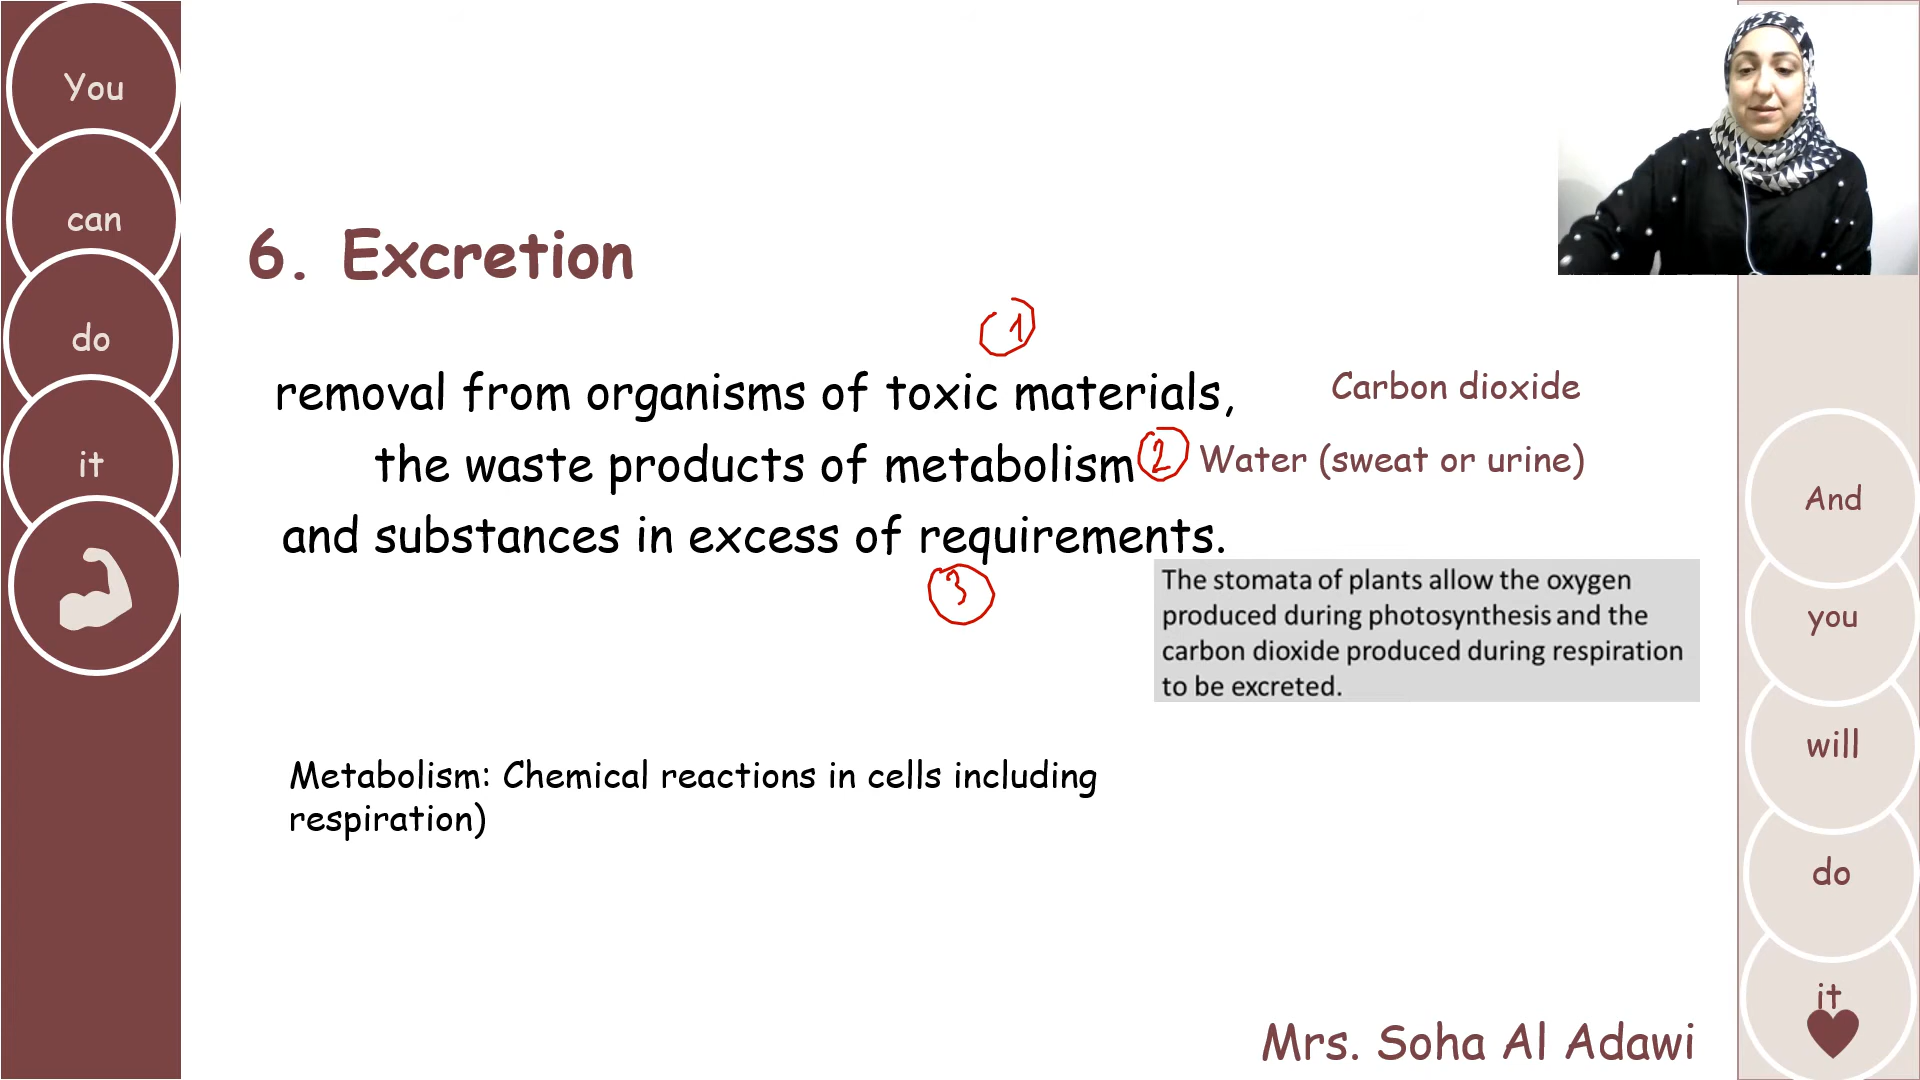 You
can
do
it
6. Excretion
1
removal from organisms of toxic materials,
Carbon dioxide
the waste products of metabolism
2
Water (sweat or urine)
and substances in excess of requirements.
3
The stomata of plants allow the oxygen
produced during photosynthesis and the
carbon dioxide produced during respiration
to be excreted.
Metabolism: Chemical reactions in cells including
respiration)
And
you
will
do
it
Mrs. Soha Al Adawi